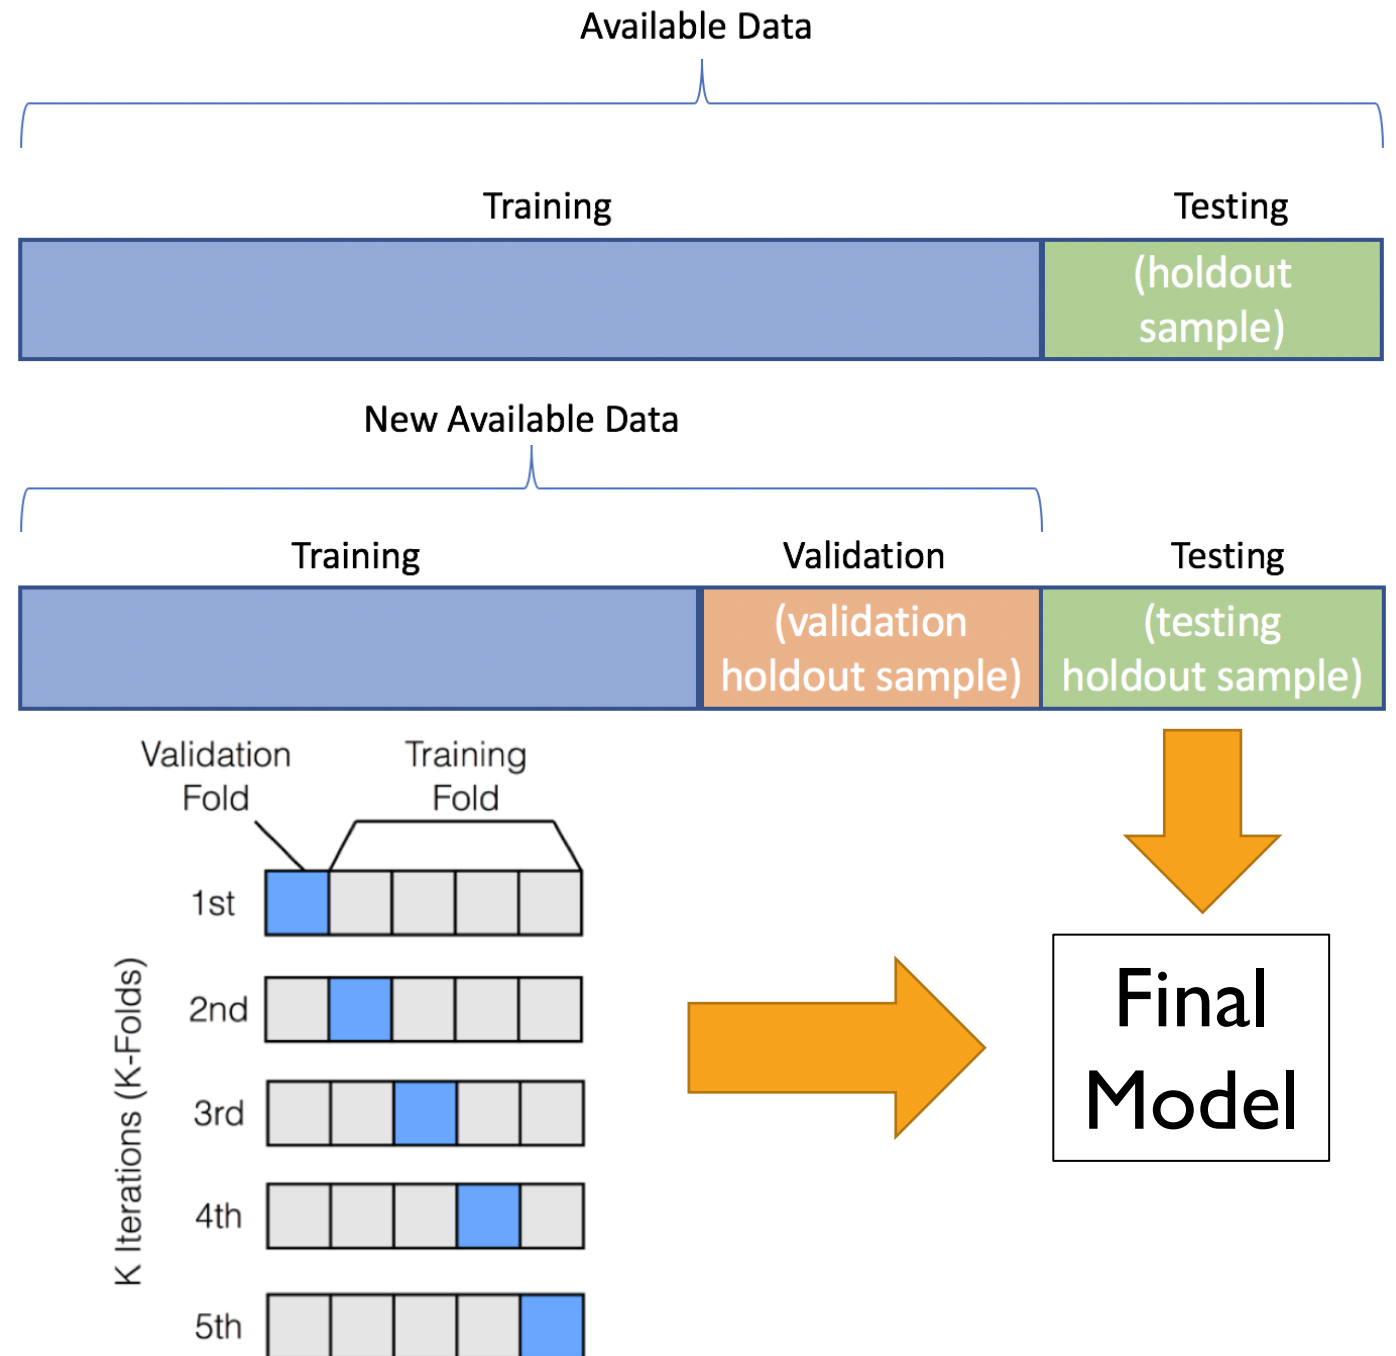 Available Data
Training
Testing
(holdout
sample)
New Available Data
Training
Validation
Testing
(validation
holdout sample)
(testing
holdout sample)
Validation
Fold
Training
Fold
K Iterations (K-Folds)
1st
2nd
3rd
4th
5th
Final
Model